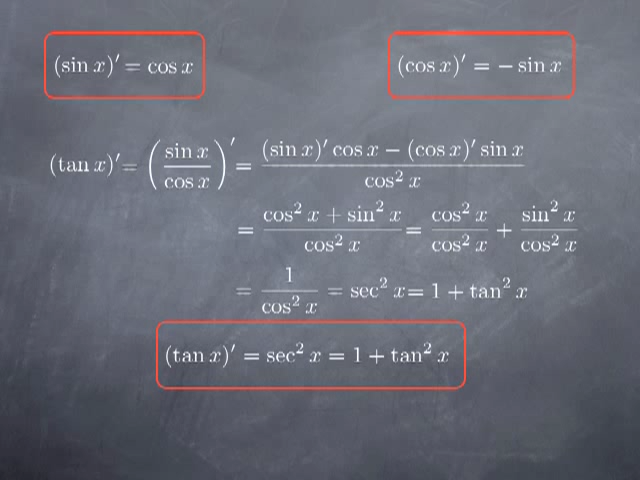 (sin x)′ = cos x
(cos x)′ = − sin x
(tan x)′ = (sin x / cos x)′ = (sin x)′ cos x − (cos x)′ sin x / cos² x
= cos² x + sin² x / cos² x = cos² x / cos² x + sin² x / cos² x
= 1 / cos² x = sec² x = 1 + tan² x
(tan x)′ = sec² x = 1 + tan² x